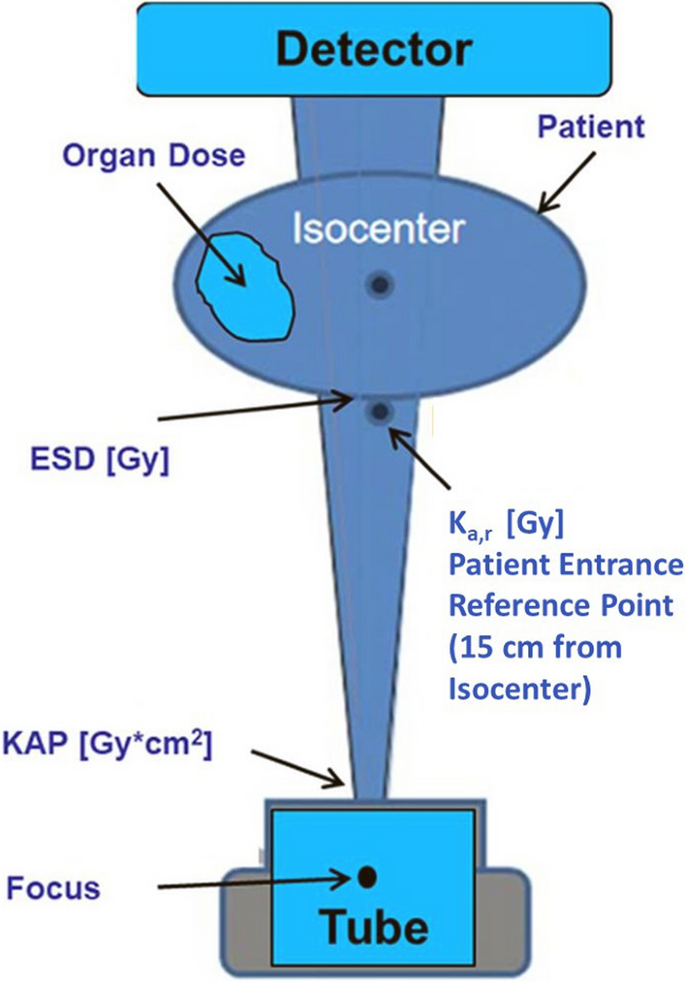 Detector
Patient
Organ Dose
Isocenter
ESD [Gy]
Ka,r [Gy]
Patient Entrance
Reference Point
(15 cm from
Isocenter)
KAP [Gy*cm²]
Focus
Tube